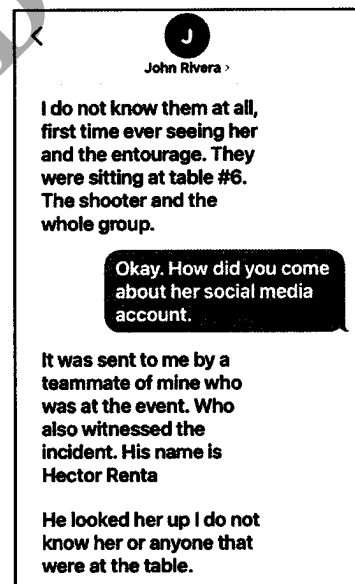 J
John Rivera >
I do not know them at all,
first time ever seeing her
and the entourage. They
were sitting at table #6.
The shooter and the
whole group.
Okay. How did you come
about her social media
account.
It was sent to me by a
teammate of mine who
was at the event. Who
also witnessed the
incident. His name is
Hector Renta
He looked her up I do not
know her or anyone that
were at the table.